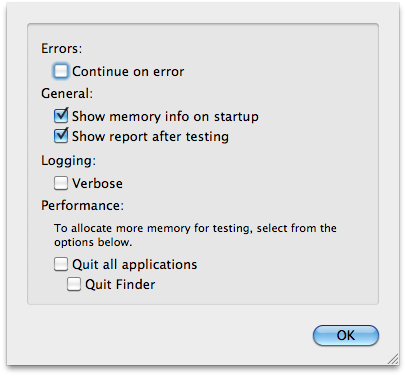 Errors:
Continue on error
General:
Show memory info on startup
Show report after testing
Logging:
Verbose
Performance:
To allocate more memory for testing, select from the
options below.
Quit all applications
Quit Finder
OK